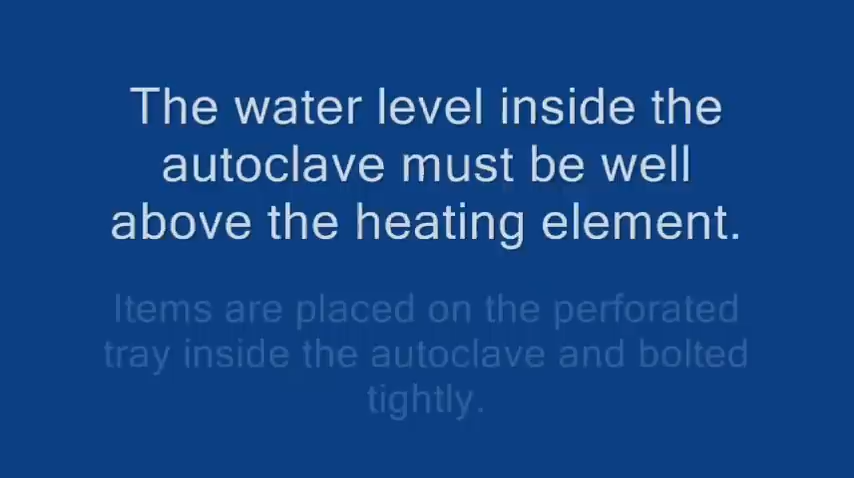 The water level inside the
autoclave must be well
above the heating element.
Items are placed on the perforated
tray inside the autoclave and bolted
tightly.